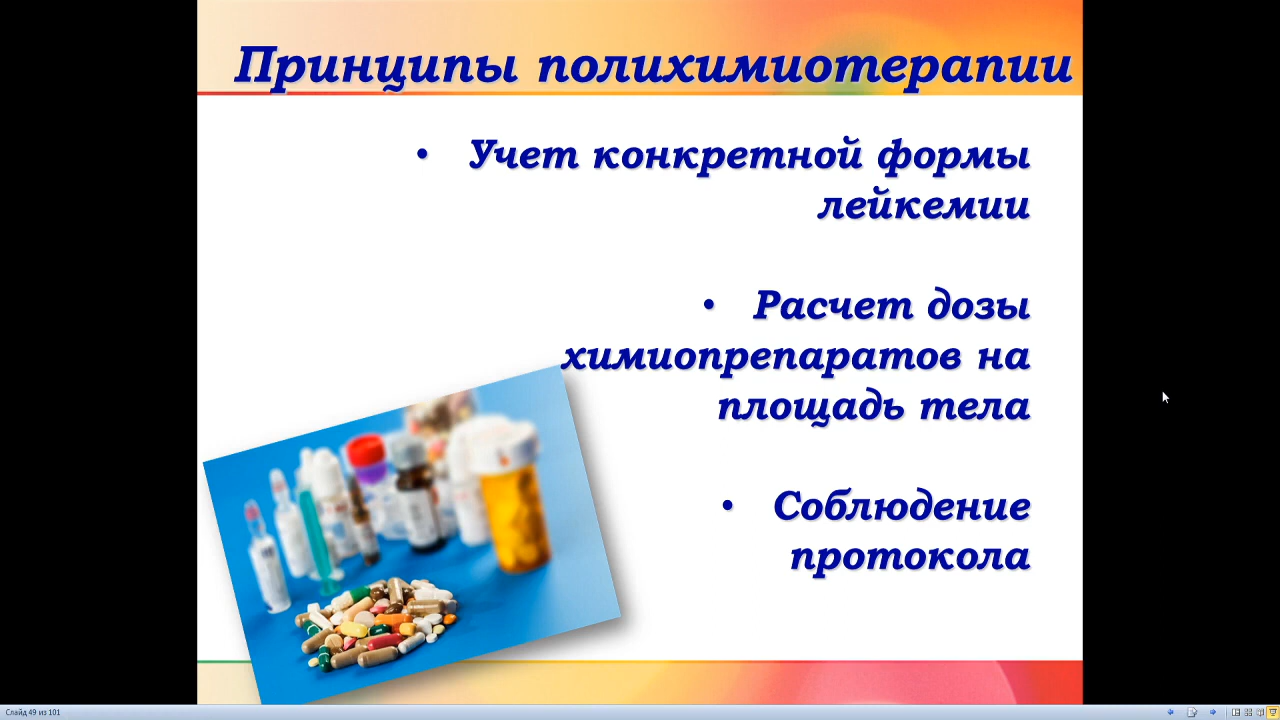 Принципы полихимиотерапии
• Учет конкретной формы
лейкемии
• Расчет дозы
химиопрепаратов на
площадь тела
• Соблюдение
протокола
Слайд 49 из 101